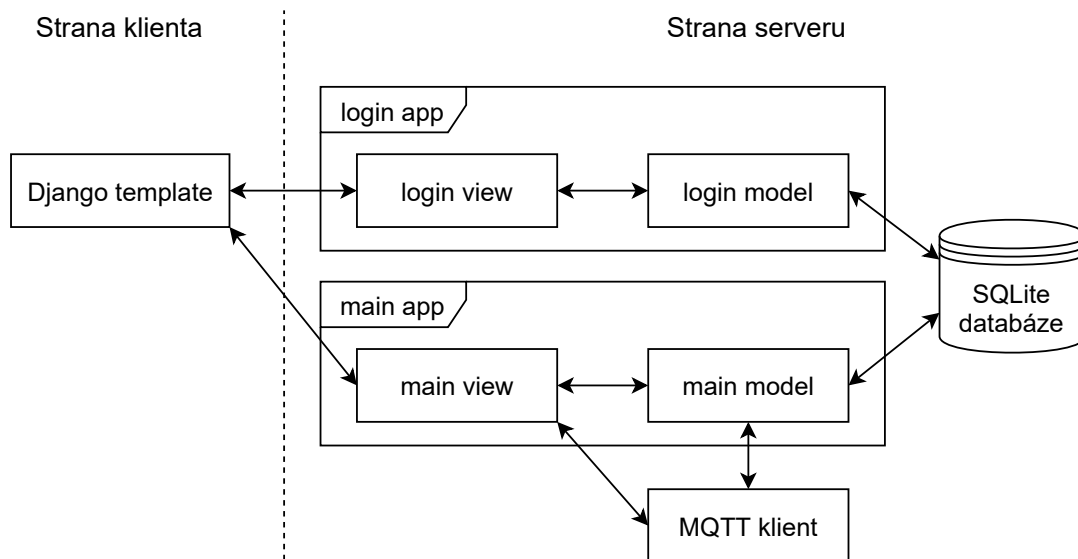 Strana klienta
Strana serveru
login app
Django template
login view
login model
SQLite
databáze
main app
main view
main model
MQTT klient